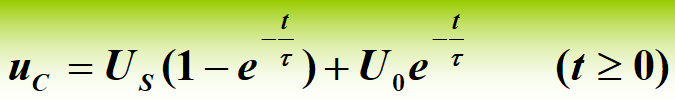 u_C = U_S(1 − e^{−t/τ}) + U_0 e^{−t/τ} (t ≥ 0)